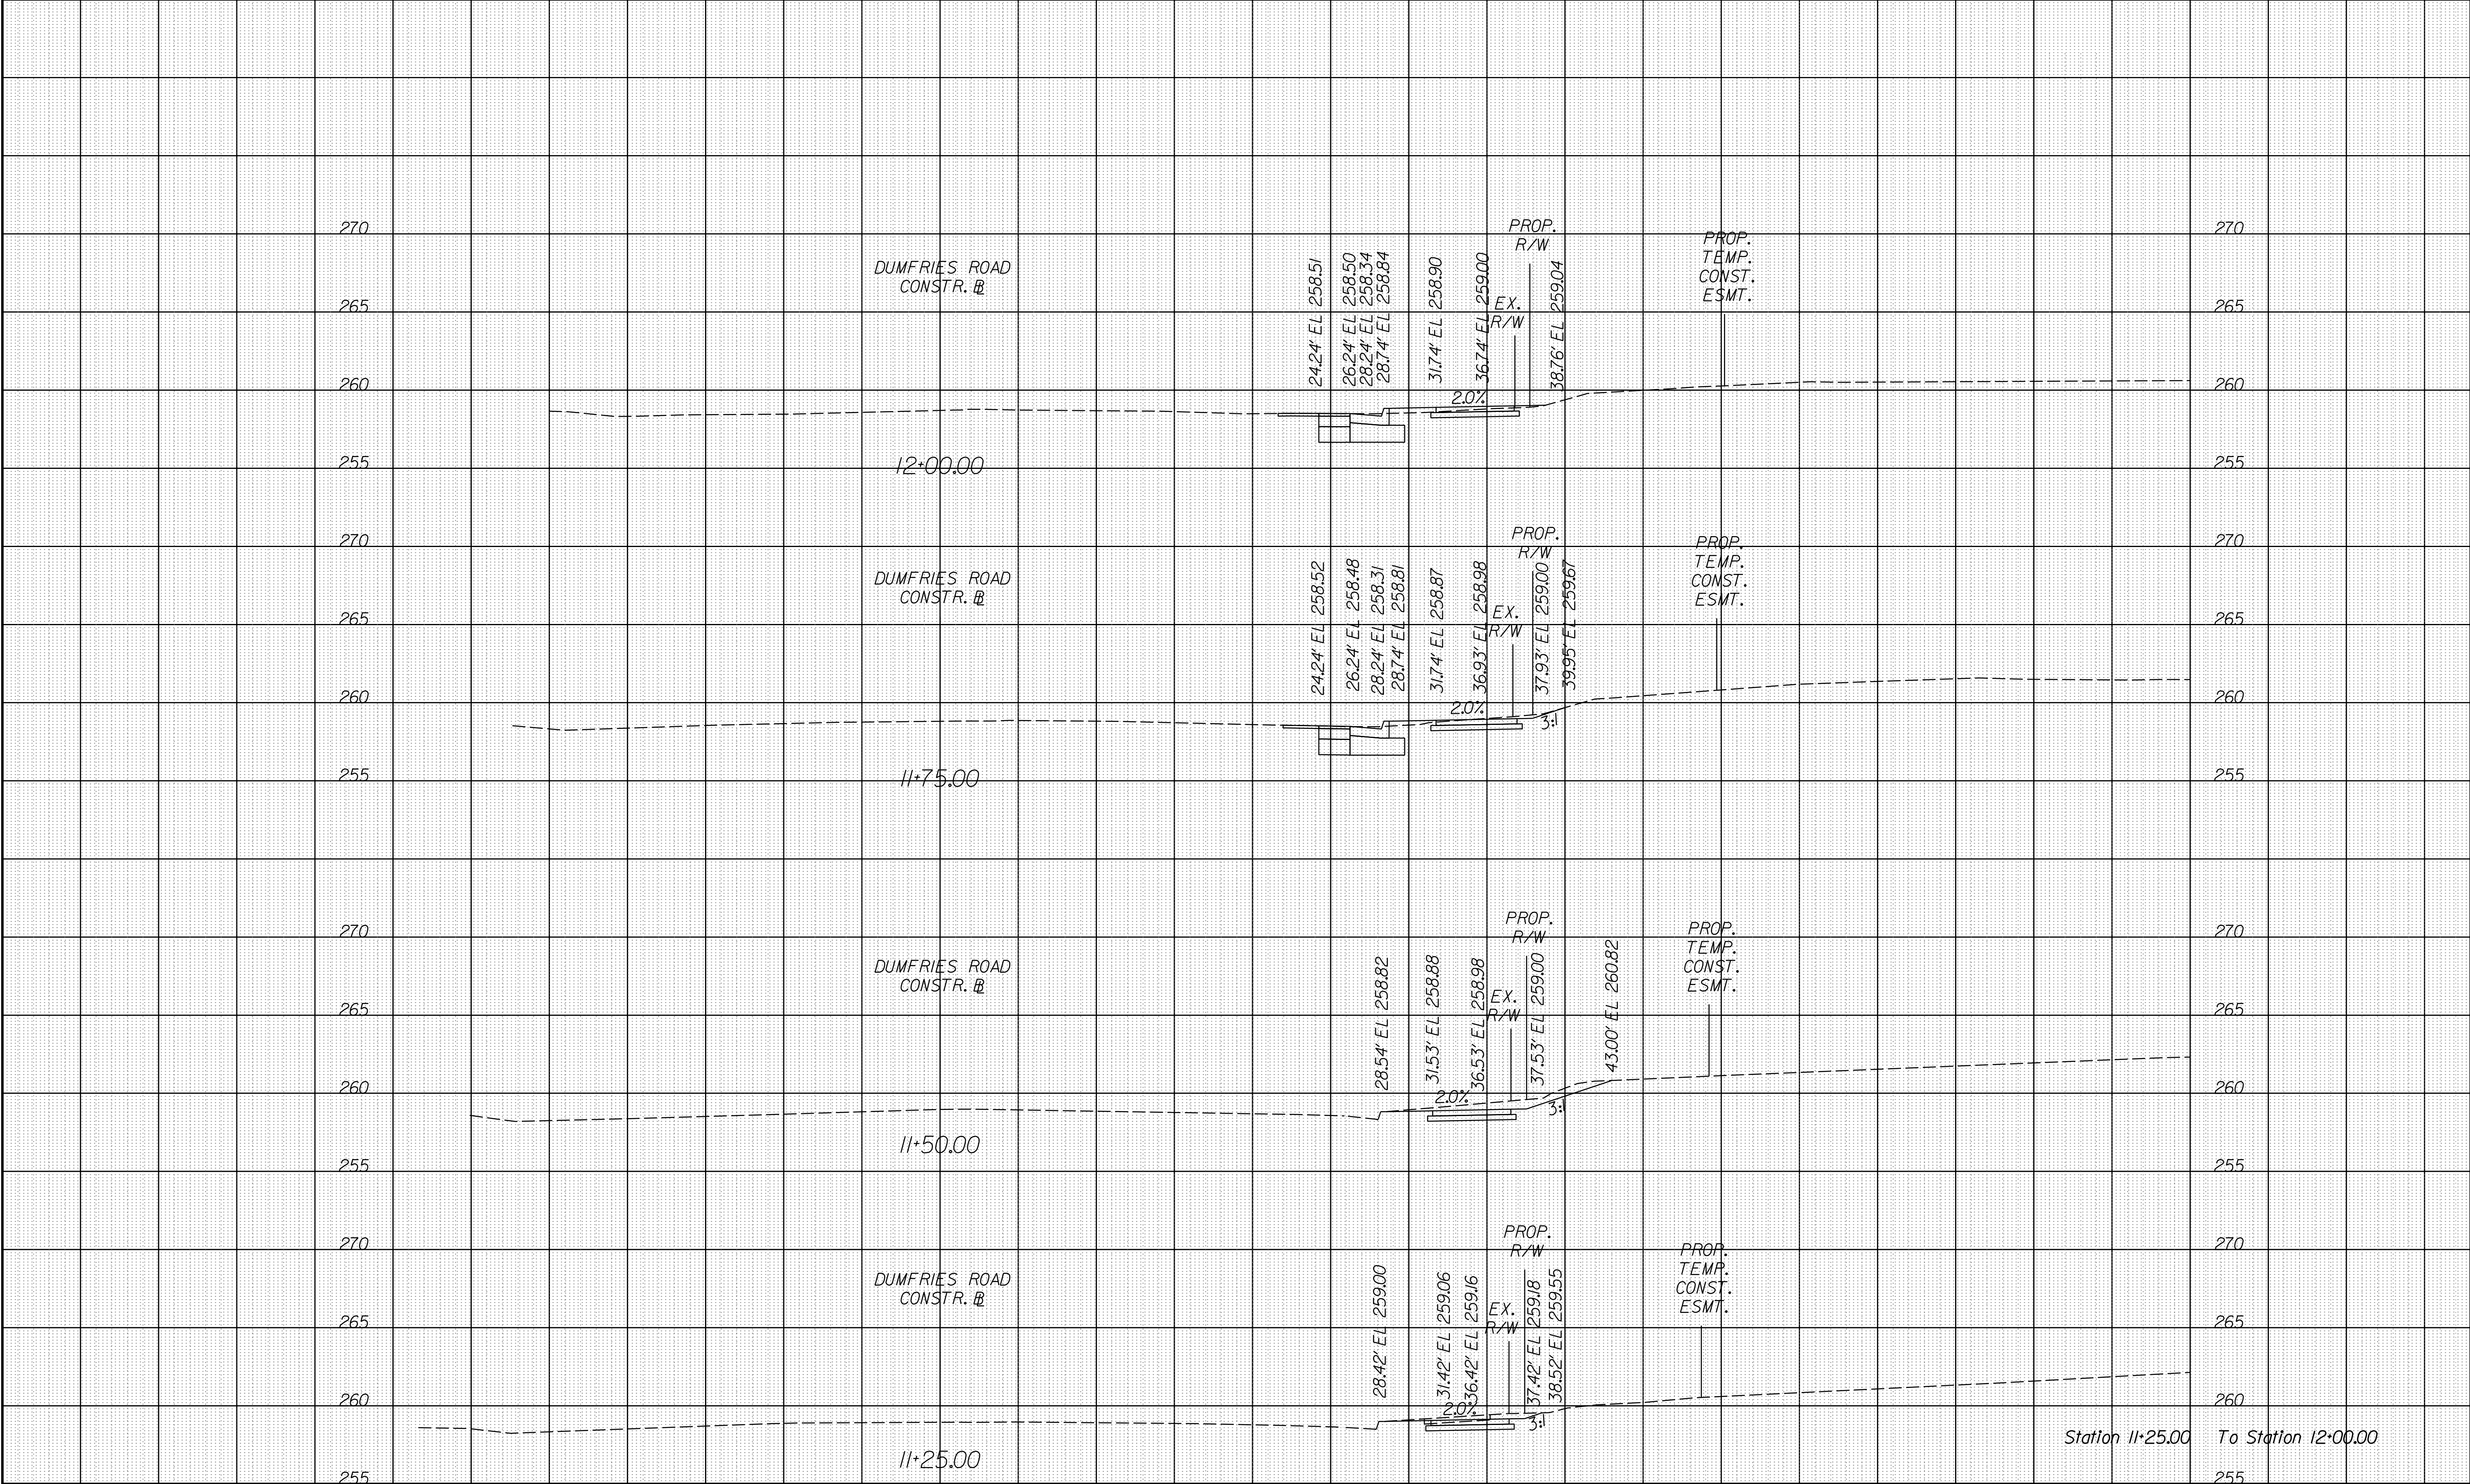 270
DUMFRIES ROAD
CONSTR. BL
265
260
255
12+00.00
24.24' EL 258.51
26.24' EL 258.50
28.24' EL 258.34
28.74' EL 258.84
31.74' EL 258.90
36.74' EL 259.00
EX.
R/W
PROP.
R/W
38.76' EL 259.04
PROP.
TEMP.
CONST.
ESMT.
2.0%
270
265
260
255
270
DUMFRIES ROAD
CONSTR. BL
265
260
255
11+75.00
24.24' EL 258.52
26.24' EL 258.48
28.24' EL 258.31
28.74' EL 258.81
31.74' EL 258.87
36.93' EL 258.98
EX.
R/W
PROP.
R/W
37.93' EL 259.00
39.95' EL 259.67
PROP.
TEMP.
CONST.
ESMT.
2.0%
3:1
270
265
260
255
270
DUMFRIES ROAD
CONSTR. BL
265
260
255
11+50.00
28.54' EL 258.82
31.53' EL 258.88
36.53' EL 258.98
EX.
R/W
PROP.
R/W
37.53' EL 259.00
43.00' EL 260.82
PROP.
TEMP.
CONST.
ESMT.
2.0%
3:1
270
265
260
255
270
DUMFRIES ROAD
CONSTR. BL
265
260
255
11+25.00
28.42' EL 259.00
31.42' EL 259.06
36.42' EL 259.16
EX.
R/W
PROP.
R/W
37.42' EL 259.18
38.52' EL 259.55
PROP.
TEMP.
CONST.
ESMT.
2.0%
3:1
270
265
260
255
Station 11+25.00 To Station 12+00.00